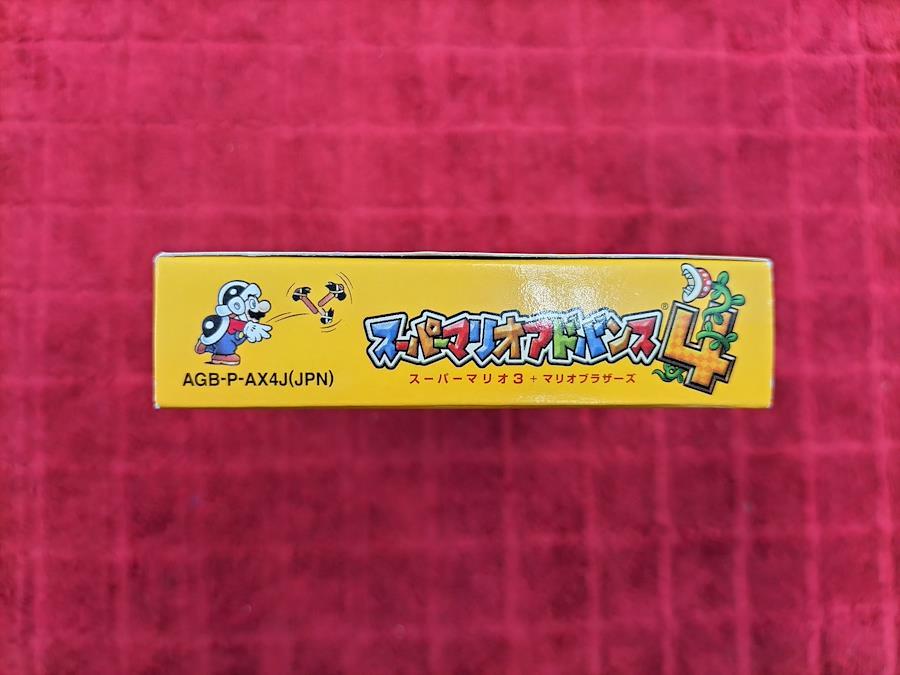 スーパーマリオアドバンス4
®
スーパーマリオ3 + マリオブラザーズ
AGB-P-AX4J(JPN)